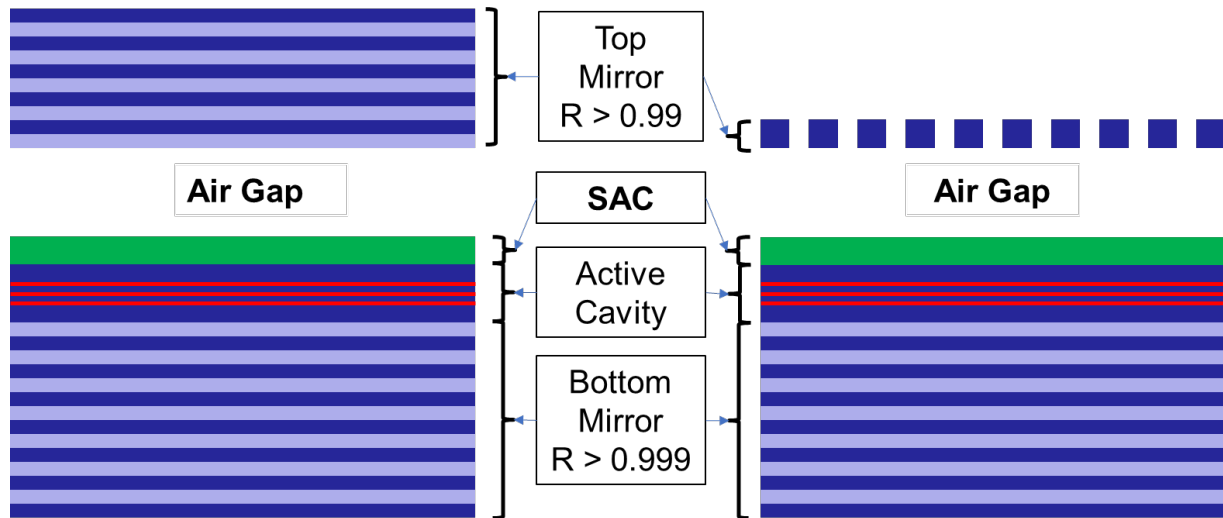 Top
Mirror
R > 0.99
Air Gap
SAC
Air Gap
Active
Cavity
Bottom
Mirror
R > 0.999